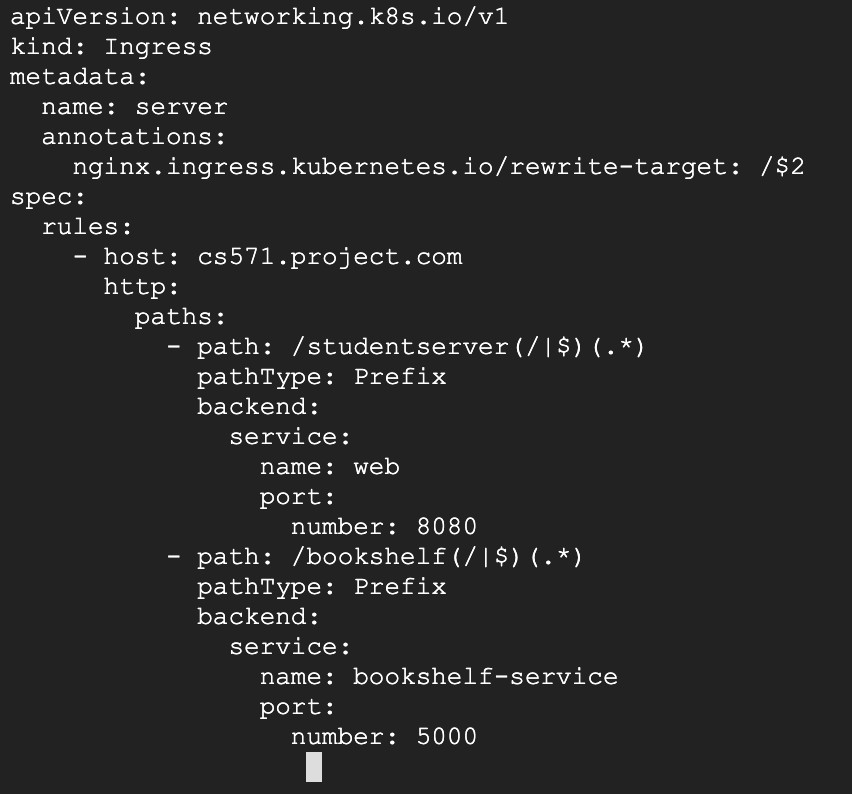 apiVersion: networking.k8s.io/v1
kind: Ingress
metadata:
  name: server
  annotations:
    nginx.ingress.kubernetes.io/rewrite-target: /$2
spec:
  rules:
    - host: cs571.project.com
      http:
        paths:
          - path: /studentserver(/|$)(.*)
            pathType: Prefix
            backend:
              service:
                name: web
                port:
                  number: 8080
          - path: /bookshelf(/|$)(.*)
            pathType: Prefix
            backend:
              service:
                name: bookshelf-service
                port:
                  number: 5000